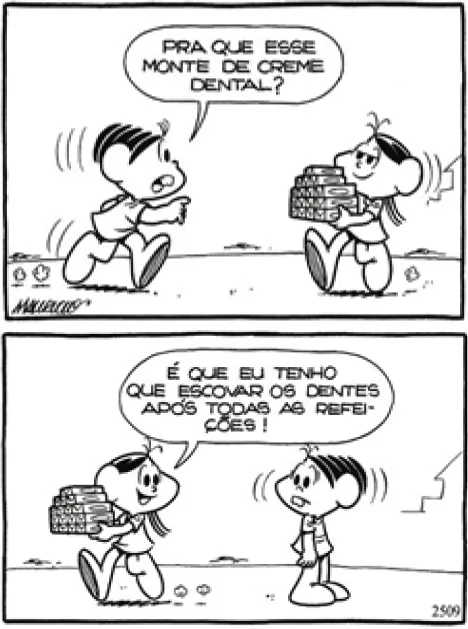 PRA QUE ESSE
MONTE DE CREME
DENTAL?
MAURICIO
É QUE EU TENHO
QUE ESCOVAR OS DENTES
APÓS TODAS AS REFEI-
ÇÕES!
2509